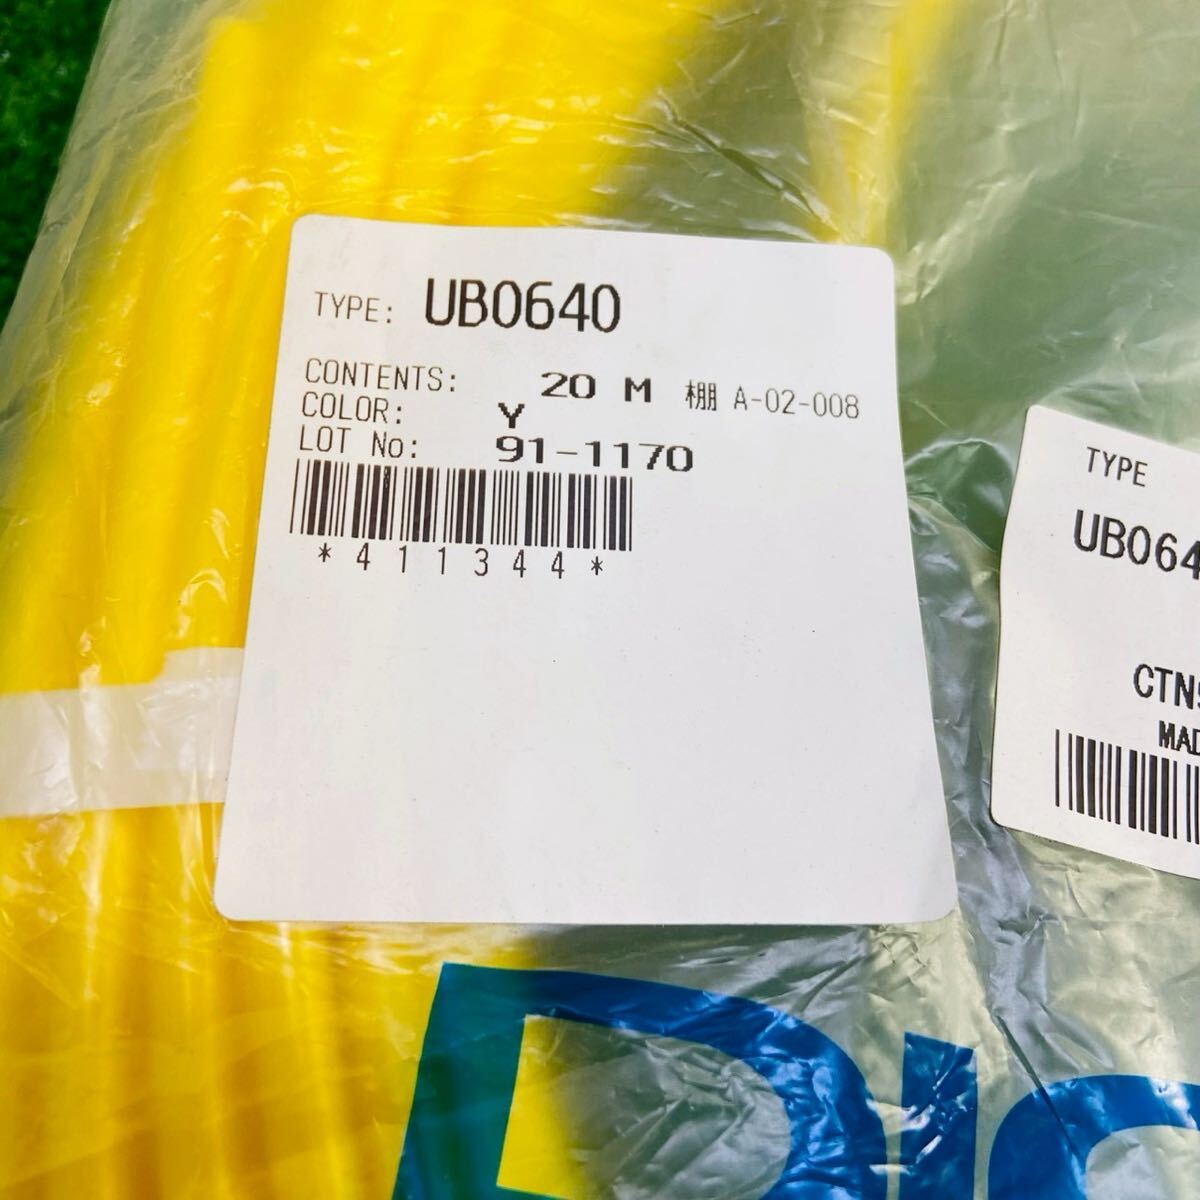 TYPE: UB0640
CONTENTS: 20 M 棚 A-02-008
COLOR: Y
LOT No: 91-1170
*411344*
TYPE
UB064
CTN
MAD